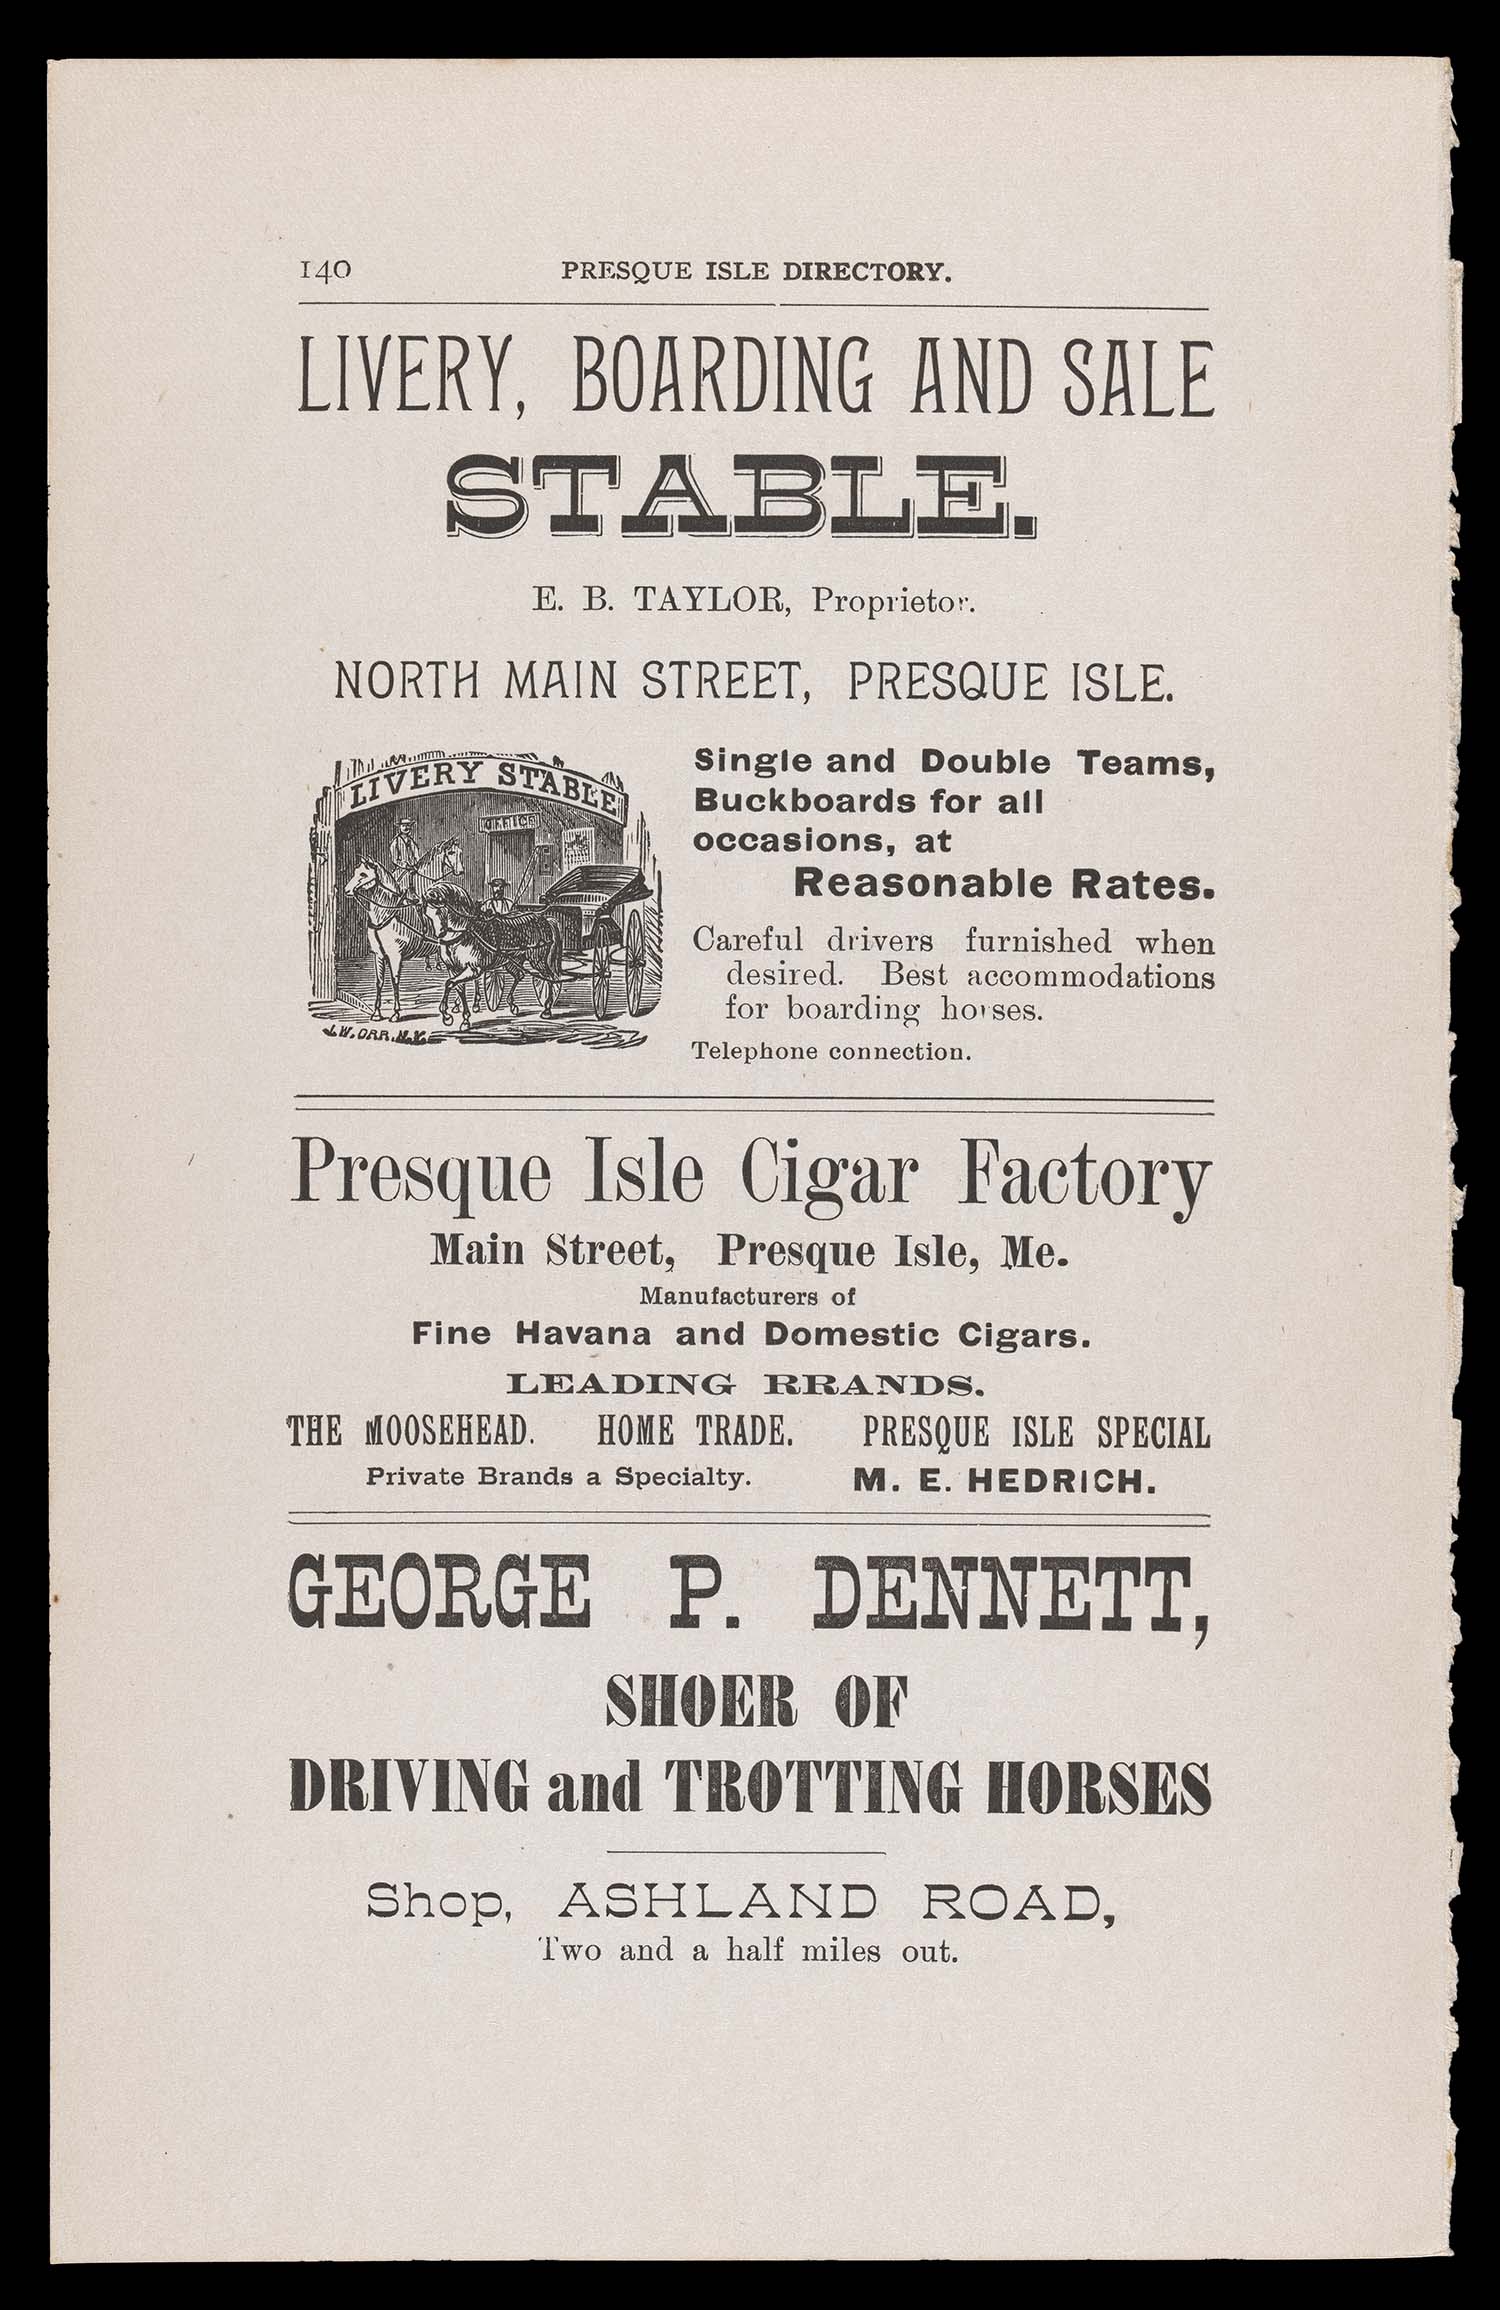 140 PRESQUE ISLE DIRECTORY.
LIVERY, BOARDING AND SALE
STABLE.
E. B. TAYLOR, Proprietor.
NORTH MAIN STREET, PRESQUE ISLE.
LIVERY STABLE
OFFICE
J.W. ORR. N.Y.
Single and Double Teams,
Buckboards for all
occasions, at
Reasonable Rates.
Careful drivers furnished when
desired. Best accommodations
for boarding horses.
Telephone connection.
Presque Isle Cigar Factory
Main Street, Presque Isle, Me.
Manufacturers of
Fine Havana and Domestic Cigars.
LEADING BRANDS.
THE MOOSEHEAD. HOME TRADE. PRESQUE ISLE SPECIAL
Private Brands a Specialty. M. E. HEDRICH.
GEORGE P. DENNETT,
SHOER OF
DRIVING and TROTTING HORSES
Shop, ASHLAND ROAD,
Two and a half miles out.